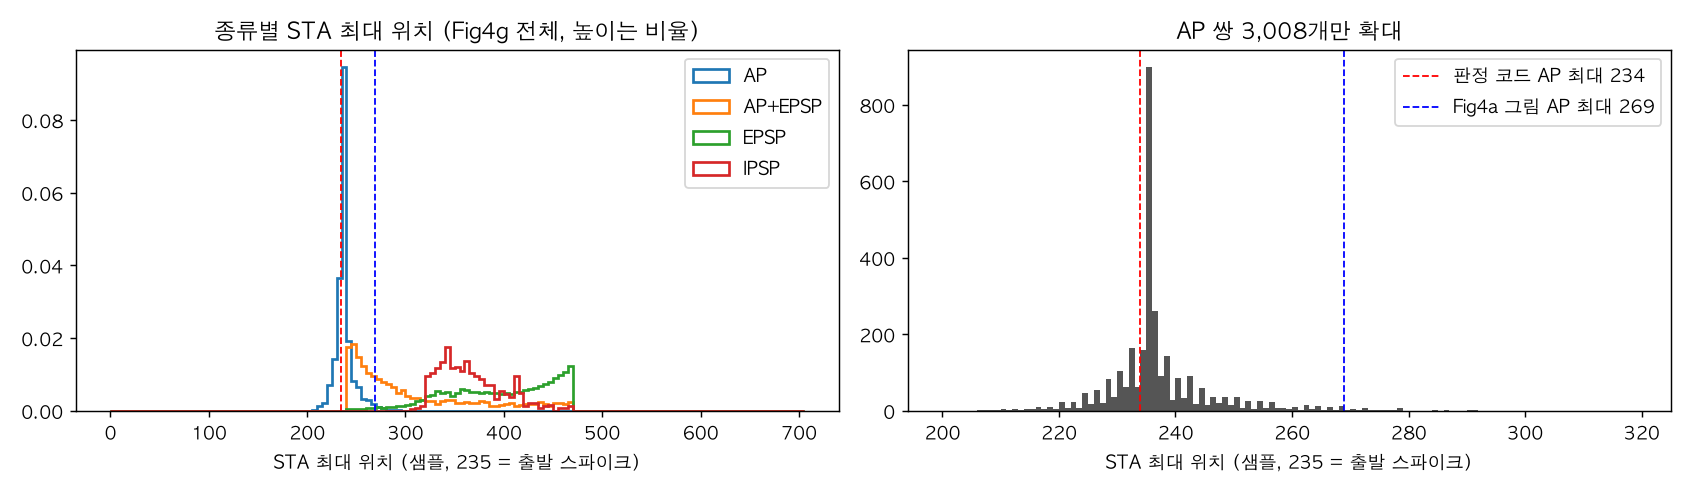 종류별 STA 최대 위치 (Fig4g 전체, 높이는 비율)
AP
AP+EPSP
EPSP
IPSP
0.08
0.06
0.04
0.02
0.00
0 100 200 300 400 500 600 700
STA 최대 위치 (샘플, 235 = 출발 스파이크)
AP 쌍 3,008개만 확대
판정 코드 AP 최대 234
Fig4a 그림 AP 최대 269
800
600
400
200
0
200 220 240 260 280 300 320
STA 최대 위치 (샘플, 235 = 출발 스파이크)